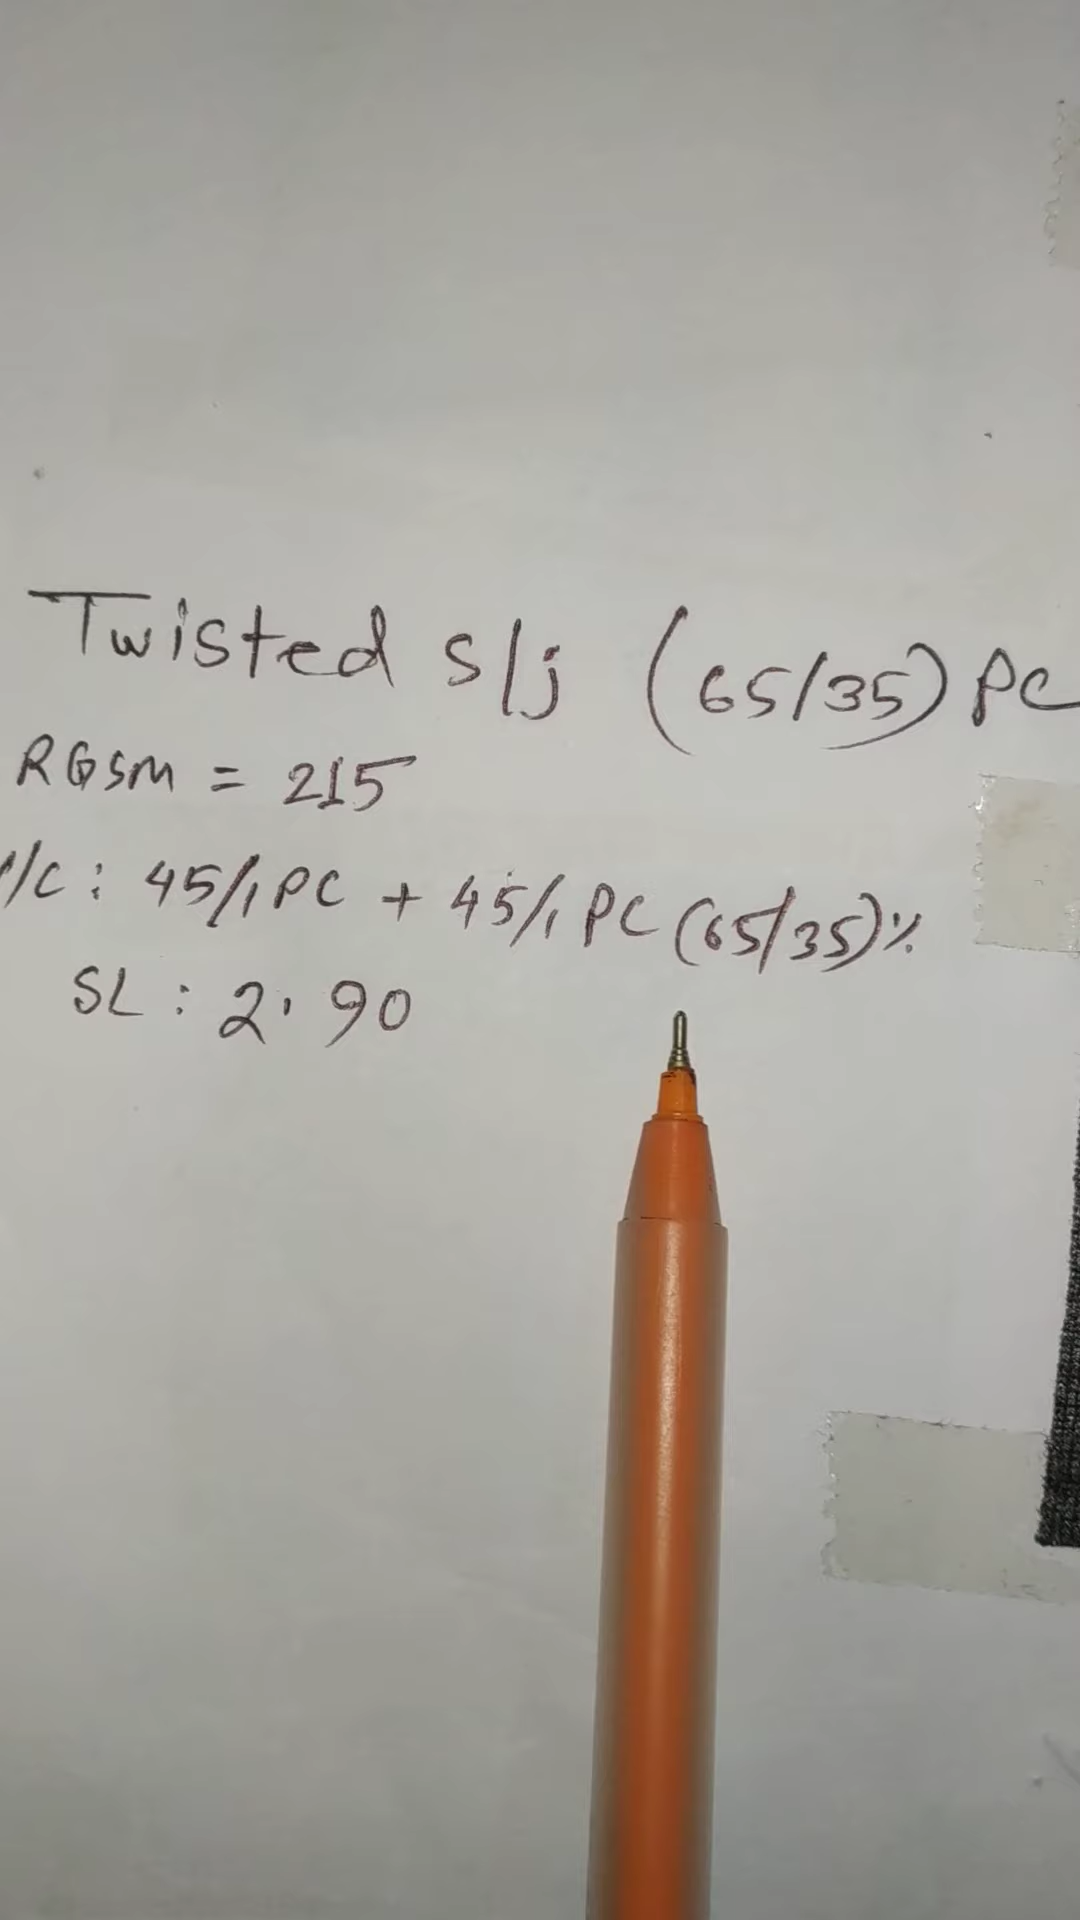 Twisted s/j (65/35) PC
RGSM = 215
/C : 45/1 PC + 45/1 PC (65/35)%
SL : 2.90